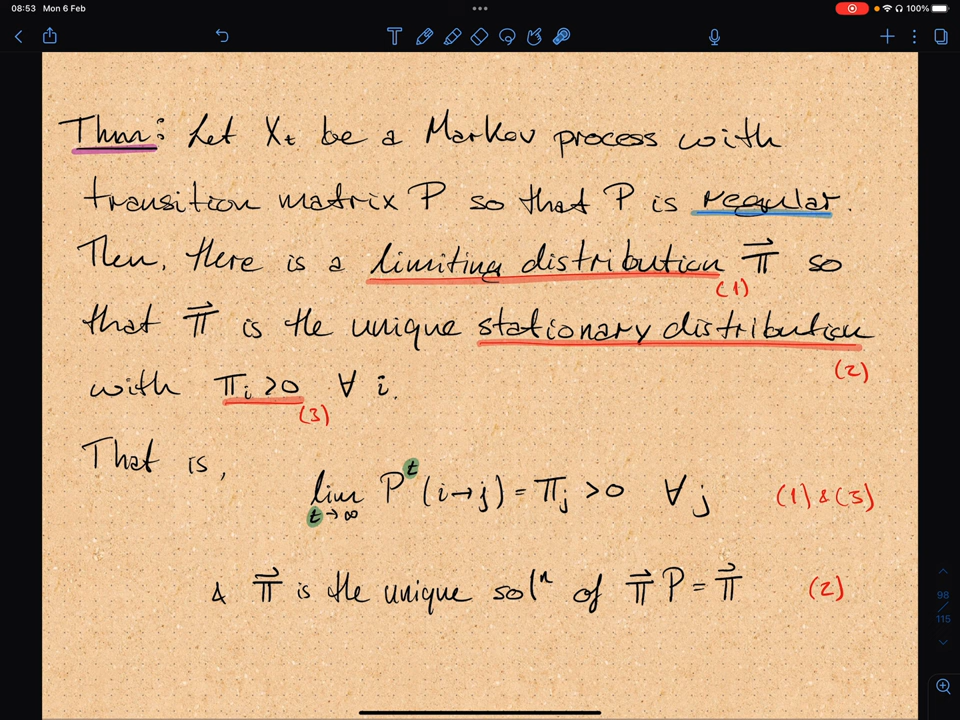 08:53 Mon 6 Feb
100%
Thm: Let Xₜ be a Markov process with
transition matrix P so that P is regular.
Then, there is a limiting distribution π⃗ so
(1)
that π⃗ is the unique stationary distribution
(2)
with πᵢ >0 ∀ i.
(3)
That is,
lim t→∞ Pᵗ (i→j) = πⱼ >0 ∀ j (1) & (3)
& π⃗ is the unique solⁿ of π⃗ P = π⃗ (2)
98
/
115